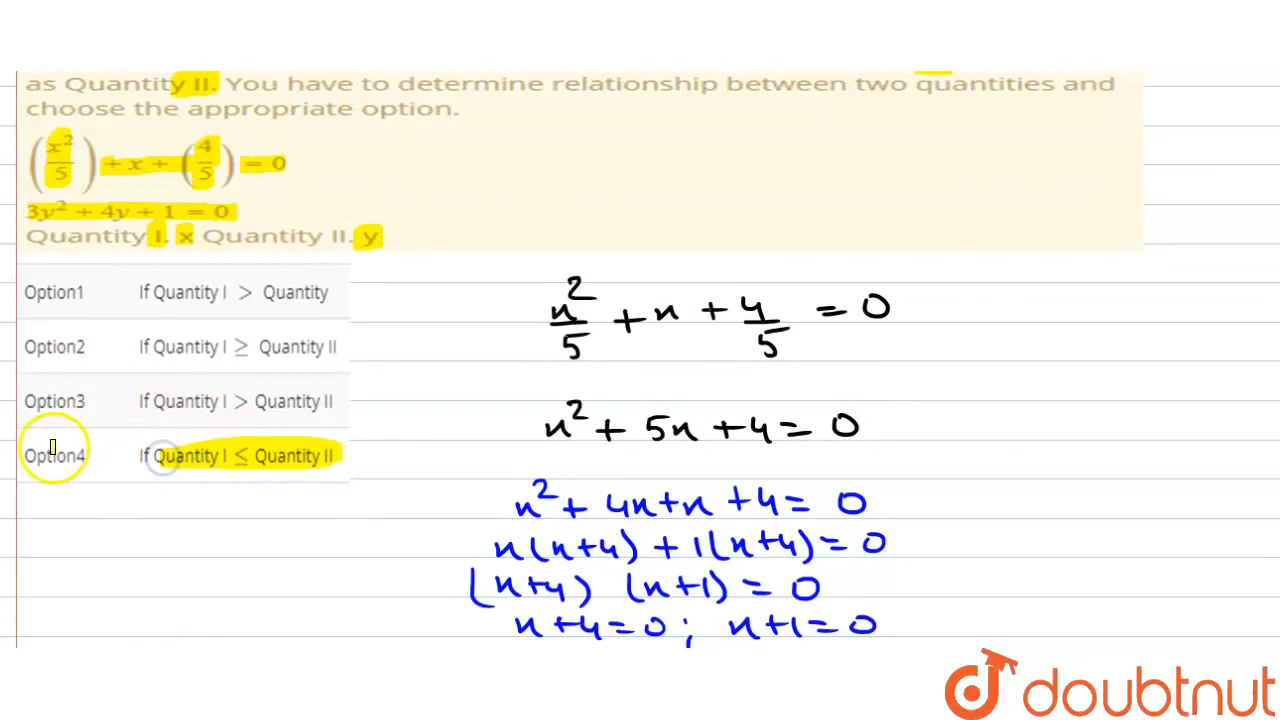 as Quantity II. You have to determine relationship between two quantities and
choose the appropriate option.
(x²/5) + x + (4/5) = 0
3y² + 4y + 1 = 0
Quantity I. x Quantity II. y
Option1 If Quantity I > Quantity
Option2 If Quantity I ≥ Quantity II
Option3 If Quantity I > Quantity II
Option4 If Quantity I ≤ Quantity II
x²/5 + x + 4/5 = 0
x² + 5x + 4 = 0
x² + 4x + x + 4 = 0
x(x+4) + 1(x+4) = 0
(x+4) (x+1) = 0
x+4=0; x+1=0
doubtnut